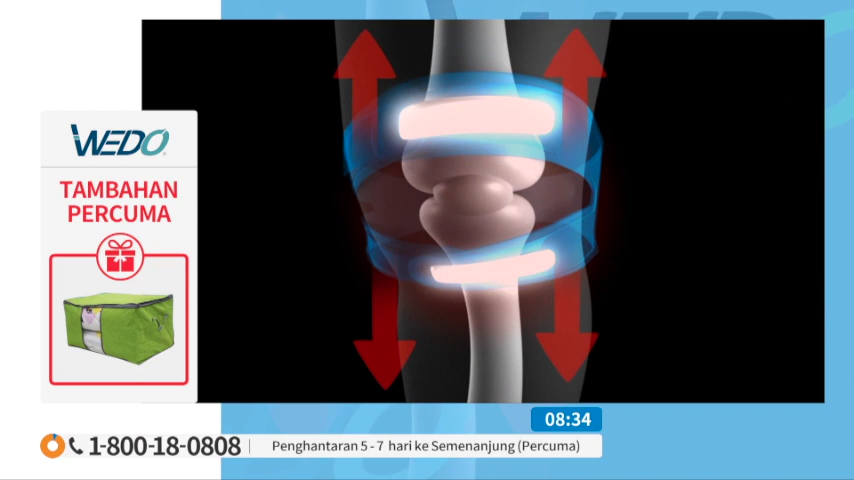 WEDO
TAMBAHAN
PERCUMA
08:34
1-800-18-0808
Penghantaran 5 - 7 hari ke Semenanjung (Percuma)